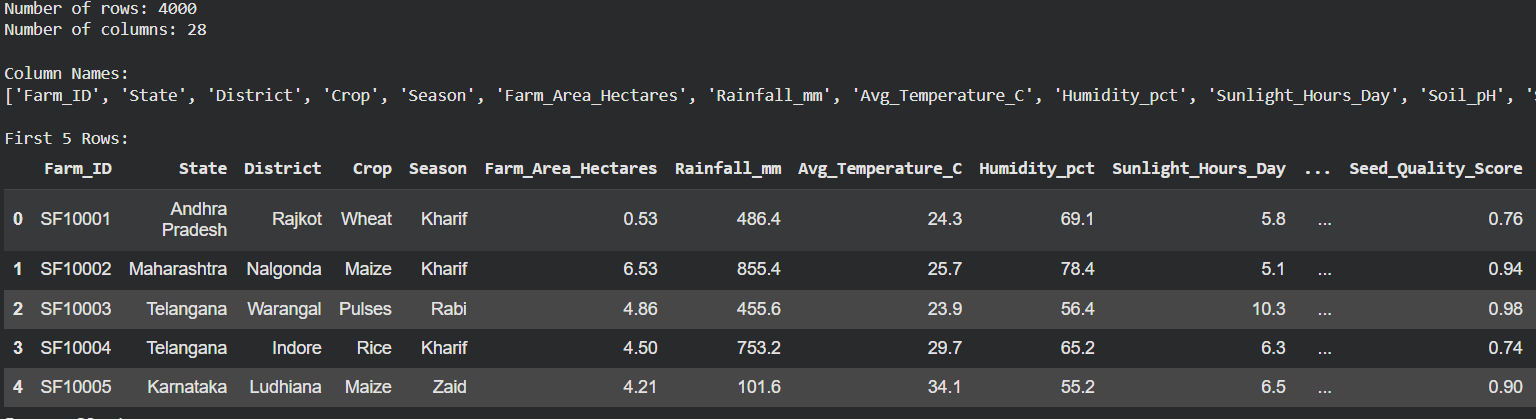 Number of rows: 4000
Number of columns: 28
Column Names:
['Farm_ID', 'State', 'District', 'Crop', 'Season', 'Farm_Area_Hectares', 'Rainfall_mm', 'Avg_Temperature_C', 'Humidity_pct', 'Sunlight_Hours_Day', 'Soil_pH', '
First 5 Rows:
Farm_ID State District Crop Season Farm_Area_Hectares Rainfall_mm Avg_Temperature_C Humidity_pct Sunlight_Hours_Day ... Seed_Quality_Score
0 SF10001 Andhra Pradesh Rajkot Wheat Kharif 0.53 486.4 24.3 69.1 5.8 ... 0.76
1 SF10002 Maharashtra Nalgonda Maize Kharif 6.53 855.4 25.7 78.4 5.1 ... 0.94
2 SF10003 Telangana Warangal Pulses Rabi 4.86 455.6 23.9 56.4 10.3 ... 0.98
3 SF10004 Telangana Indore Rice Kharif 4.50 753.2 29.7 65.2 6.3 ... 0.74
4 SF10005 Karnataka Ludhiana Maize Zaid 4.21 101.6 34.1 55.2 6.5 ... 0.90